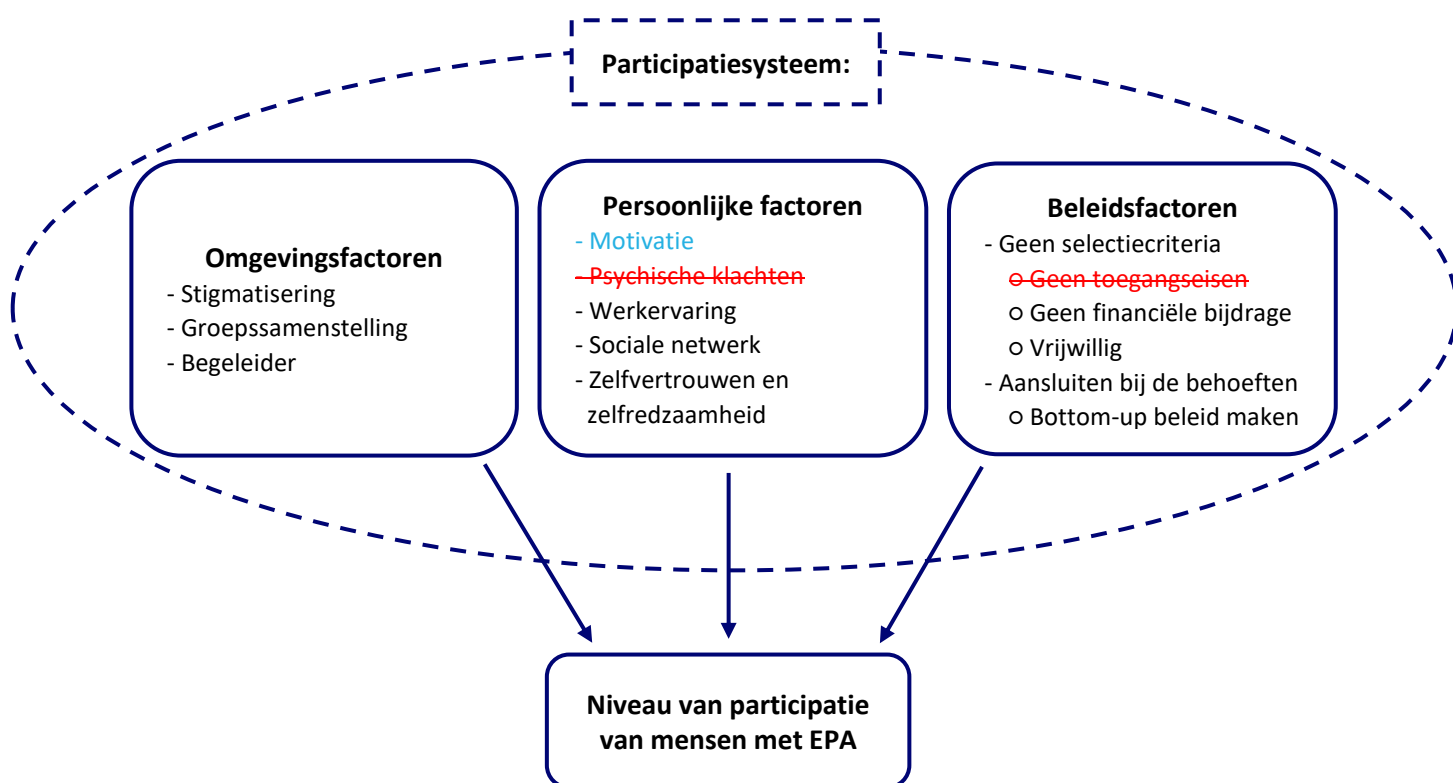 Participatiesysteem:
Omgevingsfactoren
- Stigmatisering
- Groepssamenstelling
- Begeleider
Persoonlijke factoren
- Motivatie
- Psychische klachten
- Werkervaring
- Sociale netwerk
- Zelfvertrouwen en
zelfredzaamheid
Beleidsfactoren
- Geen selectiecriteria
o Geen toegangseisen
o Geen financiële bijdrage
o Vrijwillig
- Aansluiten bij de behoeften
o Bottom-up beleid maken
Niveau van participatie
van mensen met EPA